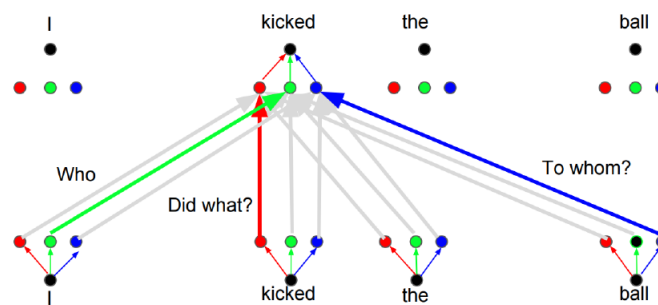 I kicked the ball
Who
To whom?
Did what?
I kicked the ball